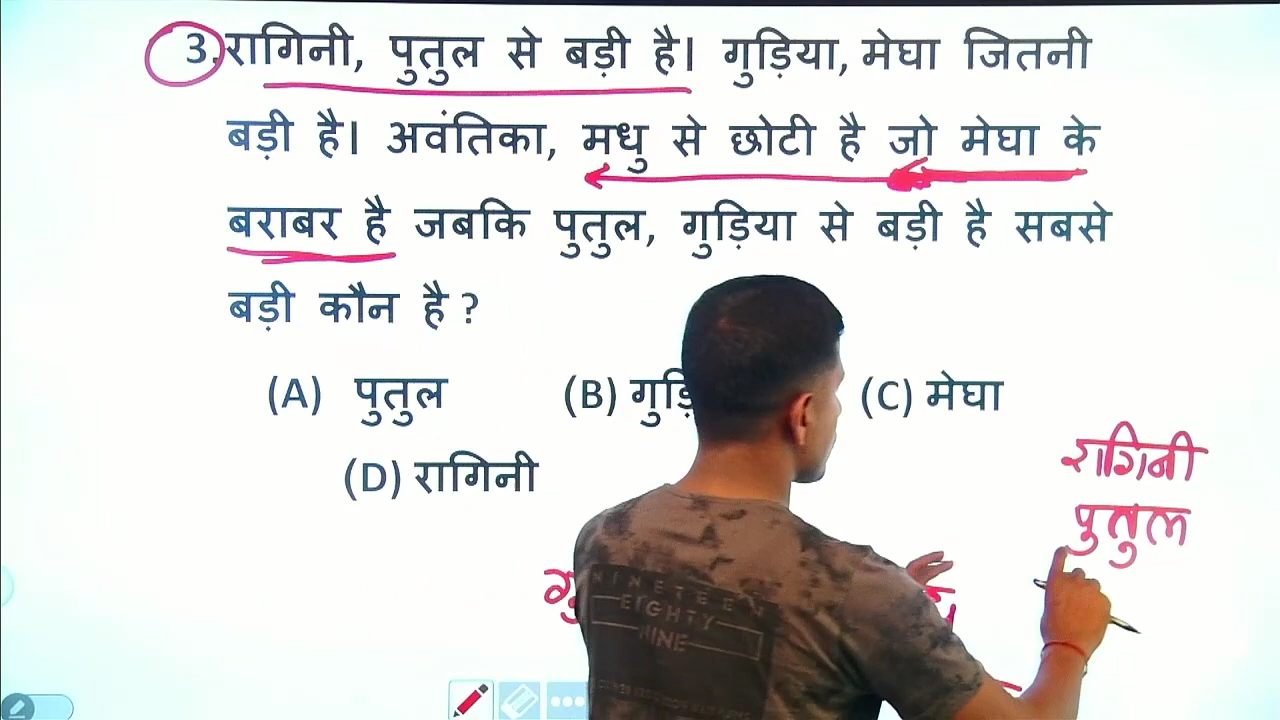 3.रागिनी, पुतुल से बड़ी है। गुड़िया, मेघा जितनी
बड़ी है। अवंतिका, मधु से छोटी है जो मेघा के
बराबर है जबकि पुतुल, गुड़िया से बड़ी है सबसे
बड़ी कौन है ?
(A) पुतुल (B) (C) मेघा
(D) रागिनी
रागिनी
पुतुल
NINETEEN
EIGHTY
NINE